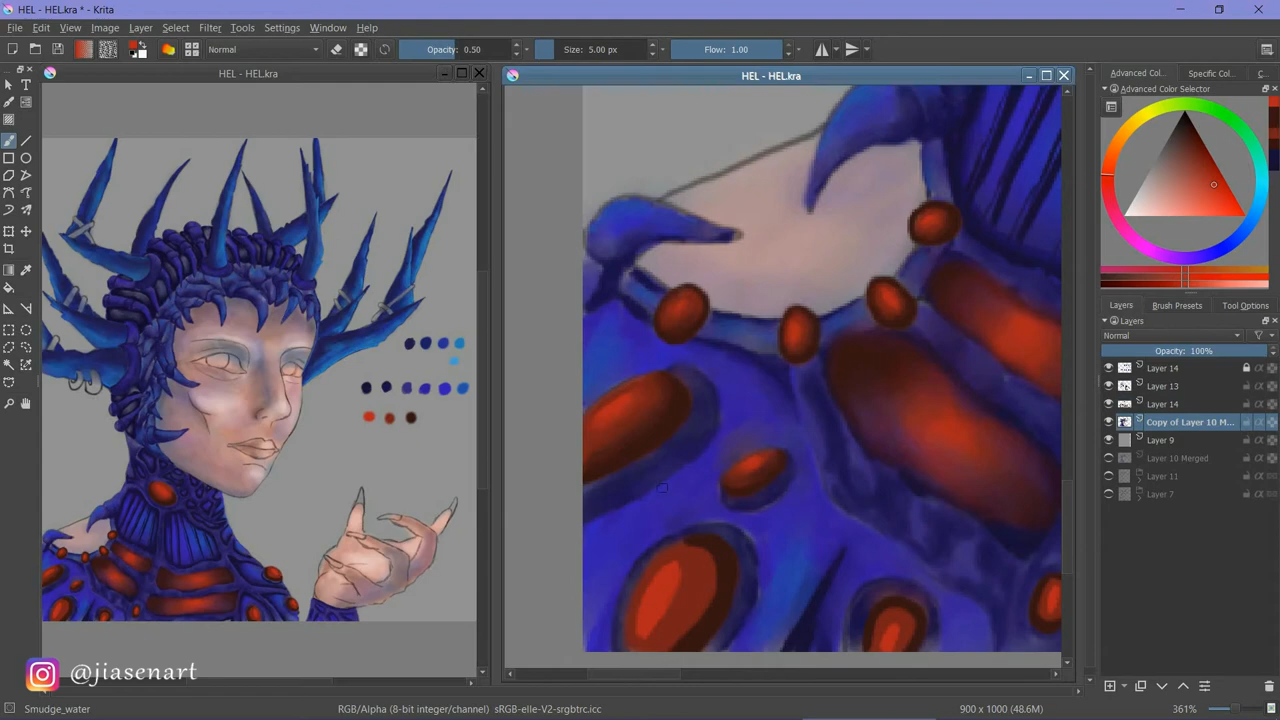 HEL - HEL.kra * - Krita
File Edit View Image Layer Select Filter Tools Settings Window Help
Normal Opacity: 0.50 Size: 5.00 px Flow: 1.00
HEL - HEL.kra
HEL - HEL.kra
Advanced Col... Specific Col... C...
Advanced Color Selector
Layers Brush Presets Tool Options
Layers
Normal
Opacity: 100%
Layer 14
Layer 13
Layer 14
Copy of Layer 10 M...
Layer 9
Layer 10 Merged
Layer 11
Layer 7
@jiasenart
Smudge_water RGB/Alpha (8-bit integer/channel) sRGB-elle-V2-srgbtrc.icc 900 x 1000 (48.6M) 361%